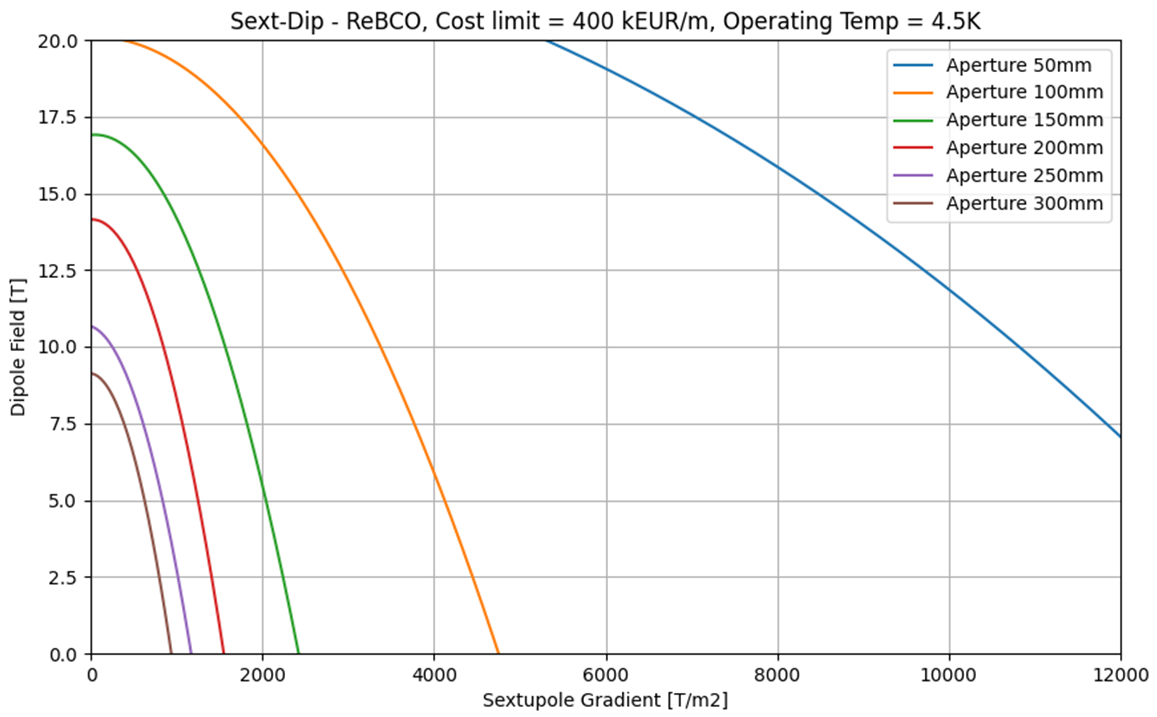 Sext-Dip - ReBCO, Cost limit = 400 kEUR/m, Operating Temp = 4.5K
20.0
17.5
15.0
12.5
10.0
7.5
5.0
2.5
0.0
Dipole Field [T]
Aperture 50mm
Aperture 100mm
Aperture 150mm
Aperture 200mm
Aperture 250mm
Aperture 300mm
0 2000 4000 6000 8000 10000 12000
Sextupole Gradient [T/m2]